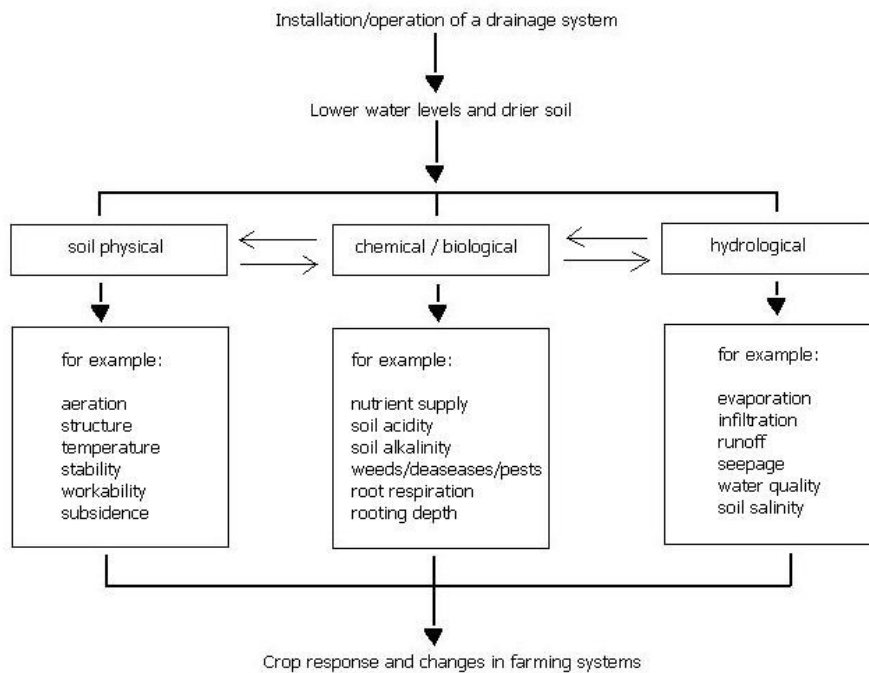 Installation/operation of a drainage system
Lower water levels and drier soil
soil physical
chemical / biological
hydrological
for example:
aeration
structure
temperature
stability
workability
subsidence
for example:
nutrient supply
soil acidity
soil alkalinity
weeds/deaseases/pests
root respiration
rooting depth
for example:
evaporation
infiltration
runoff
seepage
water quality
soil salinity
Crop response and changes in farming systems